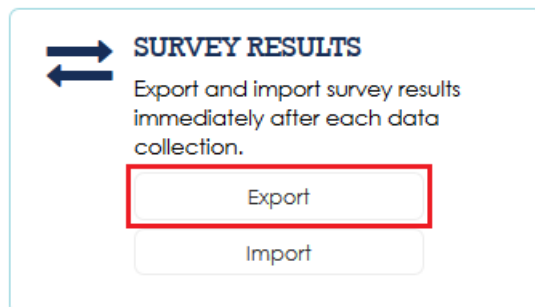 SURVEY RESULTS
Export and import survey results
immediately after each data
collection.
Export
Import